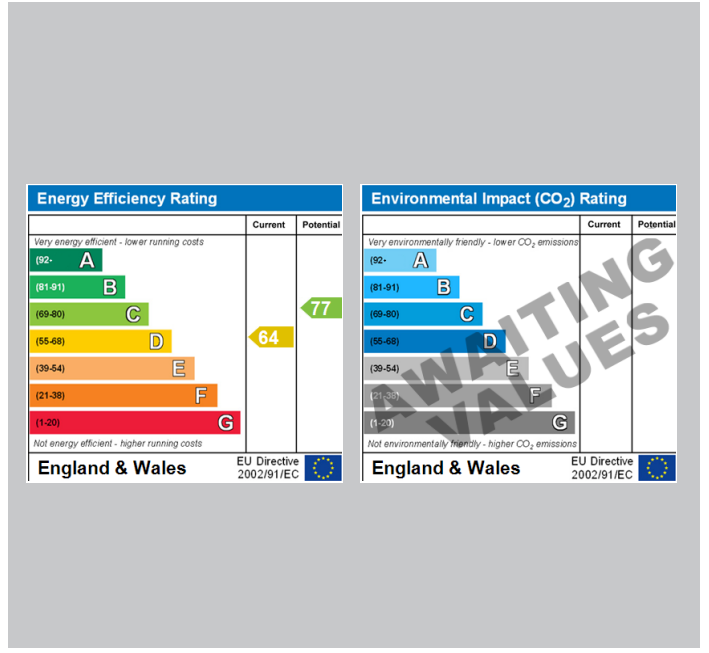 Energy Efficiency Rating
Current Potential
Very energy efficient - lower running costs
(92- A
(81-91) B
(69-80) C
77
(55-68) D
64
(39-54) E
(21-38) F
(1-20) G
Not energy efficient - higher running costs
England & Wales
EU Directive
2002/91/EC
Environmental Impact (CO2) Rating
Current Potential
Very environmentally friendly - lower CO2 emissions
(92- A
(81-91) B
(69-80) C
(55-68) D
(39-54) E
(21-38) F
(1-20) G
AWAITING
VALUES
Not environmentally friendly - higher CO2 emissions
England & Wales
EU Directive
2002/91/EC